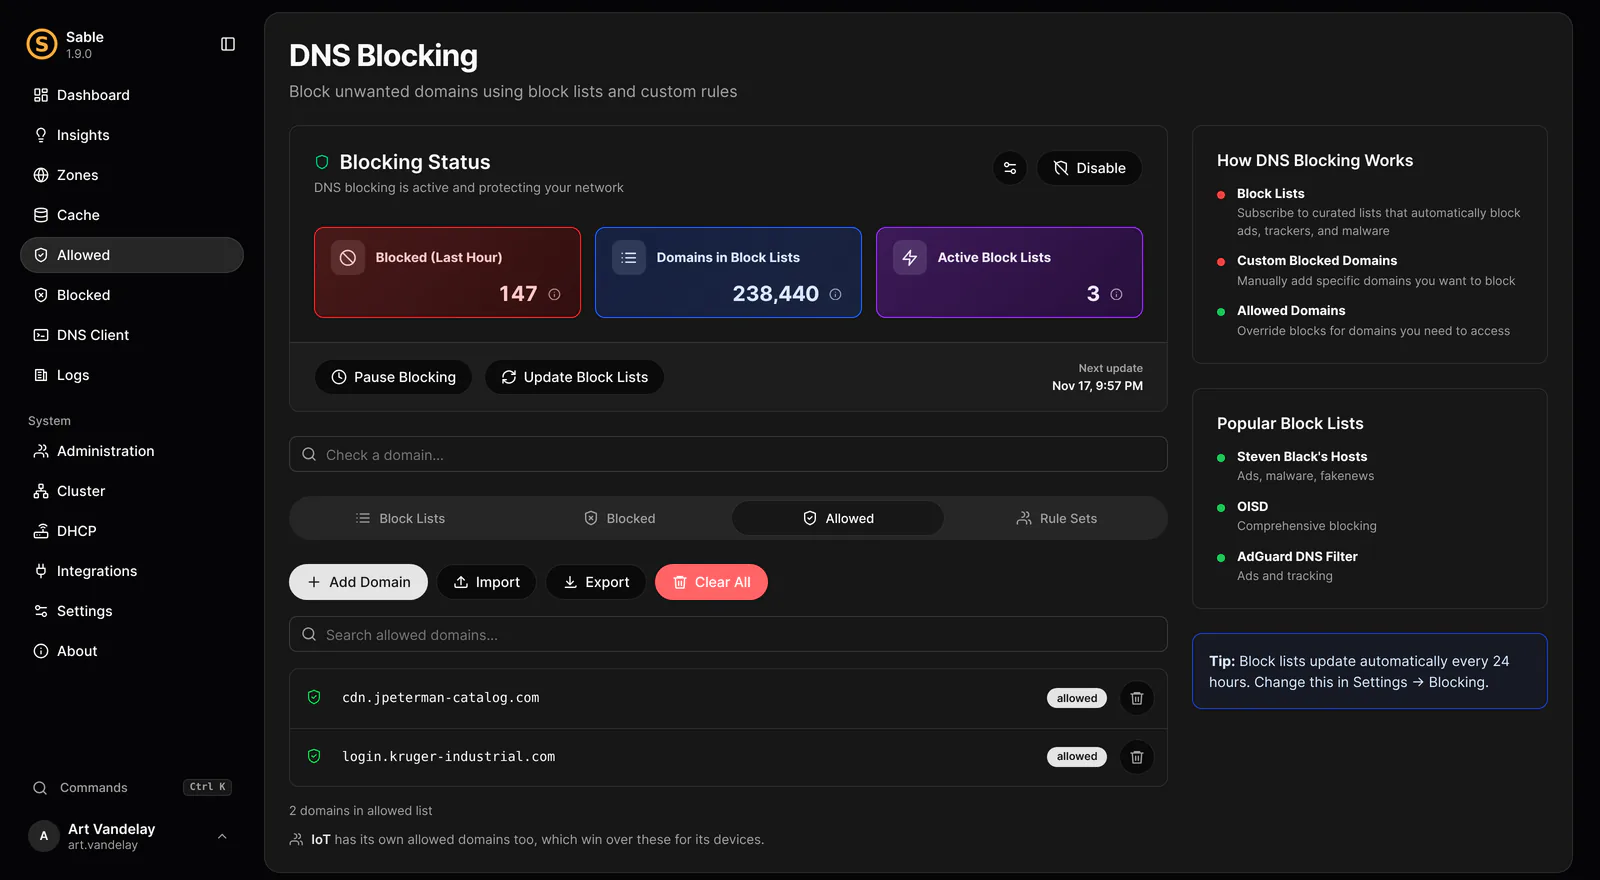 S
Sable
1.9.0
Dashboard
Insights
Zones
Cache
Allowed
Blocked
DNS Client
Logs
System
Administration
Cluster
DHCP
Integrations
Settings
About
Commands
Ctrl K
A
Art Vandelay
art.vandelay
DNS Blocking
Block unwanted domains using block lists and custom rules
Blocking Status
DNS blocking is active and protecting your network
Disable
Blocked (Last Hour)
147
Domains in Block Lists
238,440
Active Block Lists
3
Pause Blocking
Update Block Lists
Next update
Nov 17, 9:57 PM
Check a domain...
Block Lists
Blocked
Allowed
Rule Sets
Add Domain
Import
Export
Clear All
Search allowed domains...
cdn.jpeterman-catalog.com
allowed
login.kruger-industrial.com
allowed
2 domains in allowed list
IoT has its own allowed domains too, which win over these for its devices.
How DNS Blocking Works
Block Lists
Subscribe to curated lists that automatically block
ads, trackers, and malware
Custom Blocked Domains
Manually add specific domains you want to block
Allowed Domains
Override blocks for domains you need to access
Popular Block Lists
Steven Black's Hosts
Ads, malware, fakenews
OISD
Comprehensive blocking
AdGuard DNS Filter
Ads and tracking
Tip: Block lists update automatically every 24
hours. Change this in Settings → Blocking.